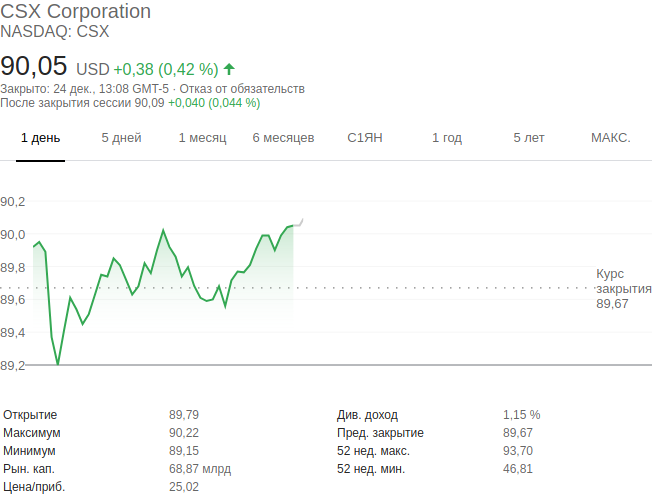 CSX Corporation
NASDAQ: CSX
90,05 USD +0,38 (0,42 %)
Закрыто: 24 дек., 13:08 GMT-5 · Отказ от обязательств
После закрытия сессии 90,09 +0,040 (0,044 %)
1 день 5 дней 1 месяц 6 месяцев С1ЯН 1 год 5 лет МАКС.
90,2
90,0
89,8
89,6
89,4
89,2
Курс
закрытия
89,67
Открытие 89,79 Див. доход 1,15 %
Максимум 90,22 Пред. закрытие 89,67
Минимум 89,15 52 нед. макс. 93,70
Рын. кап. 68,87 млрд 52 нед. мин. 46,81
Цена/приб. 25,02